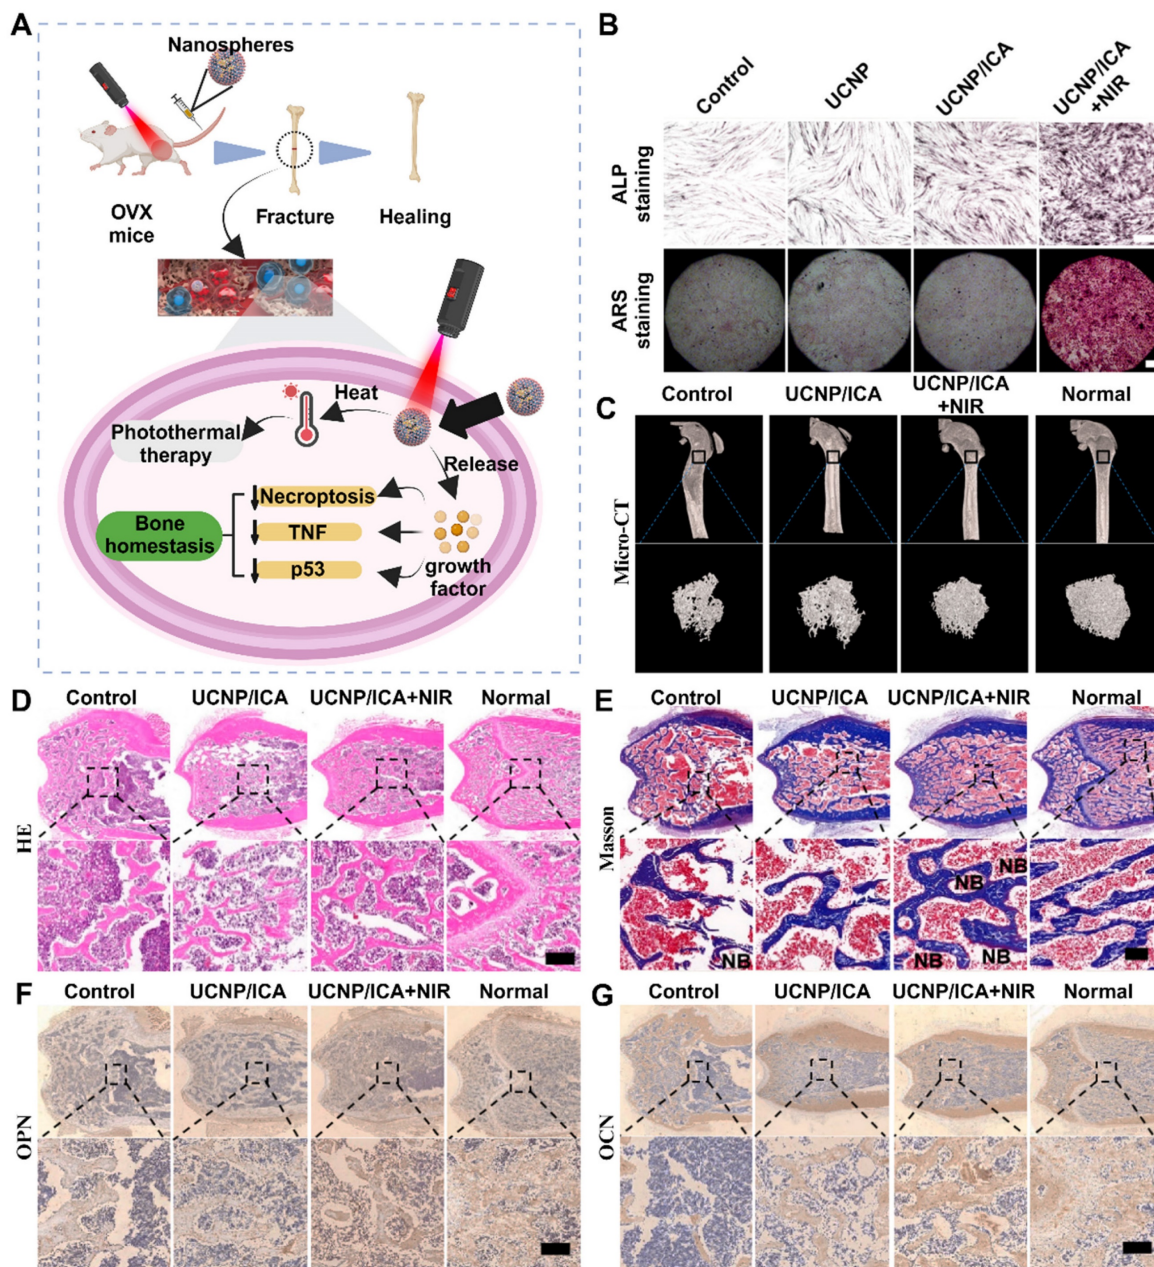 A
Nanospheres
OVX
mice
Fracture
Healing
Heat
Photothermal
therapy
Release
Necroptosis
TNF
p53
Bone
homestasis
growth
factor
B
Control
UCNP
UCNP/ICA
UCNP/ICA
+NIR
ALP
staining
ARS
staining
C
Control
UCNP/ICA
UCNP/ICA
+NIR
Normal
Micro-CT
D
Control
UCNP/ICA
UCNP/ICA+NIR
Normal
HE
E
Control
UCNP/ICA
UCNP/ICA+NIR
Normal
Masson
NB
NB
NB
NB
NB
F
Control
UCNP/ICA
UCNP/ICA+NIR
Normal
OPN
G
Control
UCNP/ICA
UCNP/ICA+NIR
Normal
OCN